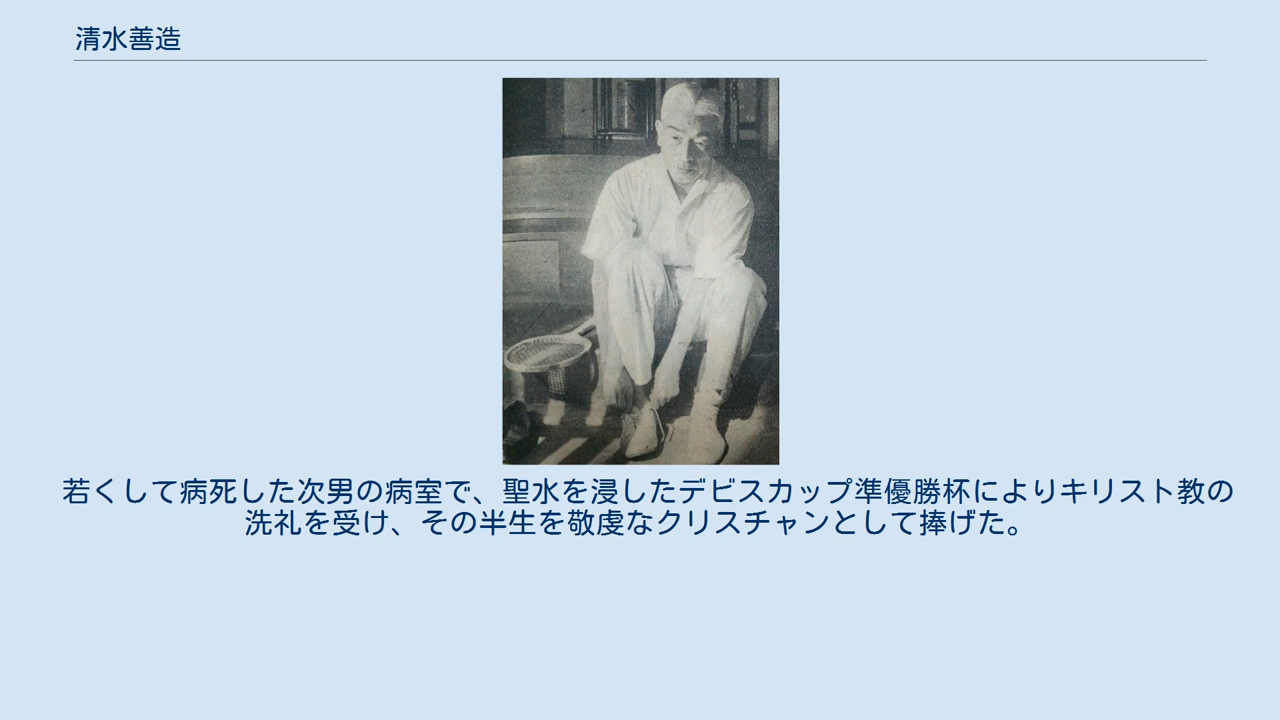 清水善造
若くして病死した次男の病室で、聖水を浸したデビスカップ準優勝杯によりキリスト教の
洗礼を受け、その半生を敬虔なクリスチャンとして捧げた。